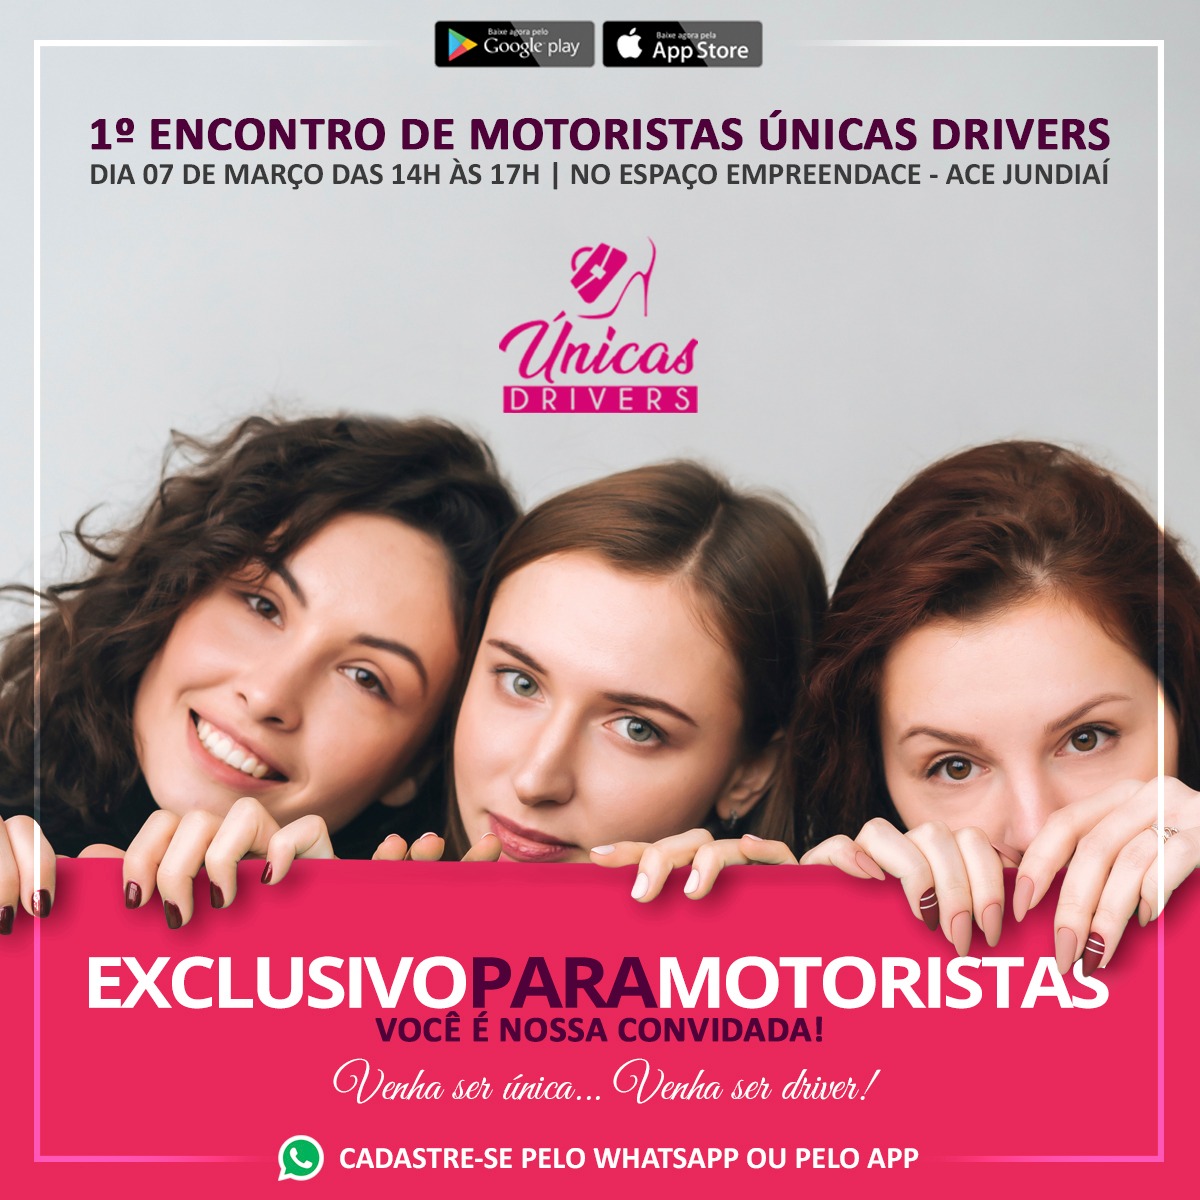 Baixe agora pelo
Google play
Baixe agora pela
App Store
1º ENCONTRO DE MOTORISTAS ÚNICAS DRIVERS
DIA 07 DE MARÇO DAS 14H ÀS 17H | NO ESPAÇO EMPREENDACE - ACE JUNDIAÍ
Únicas
DRIVERS
EXCLUSIVOPARAMOTORISTAS
VOCÊ É NOSSA CONVIDADA!
Venha ser única... Venha ser driver!
CADASTRE-SE PELO WHATSAPP OU PELO APP